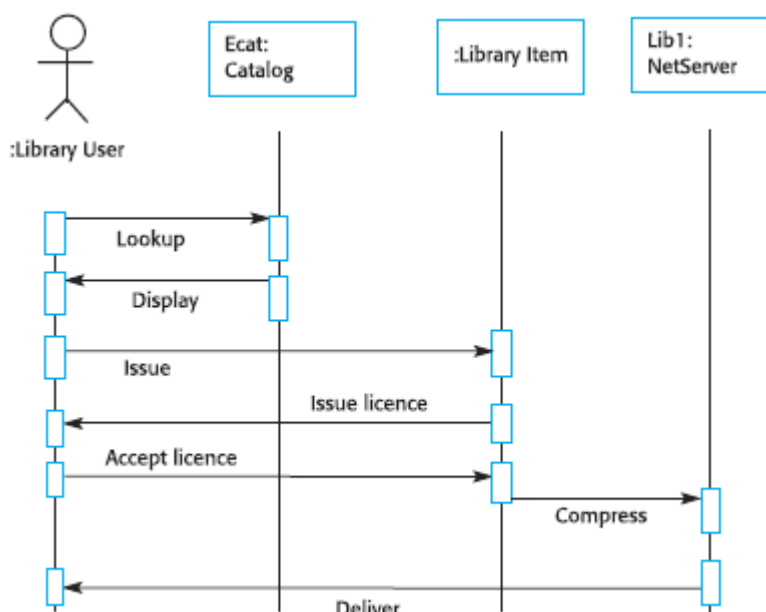 Ecat:
Catalog
:Library Item
Lib1:
NetServer
:Library User
Lookup
Display
Issue
Issue licence
Accept licence
Compress
Deliver